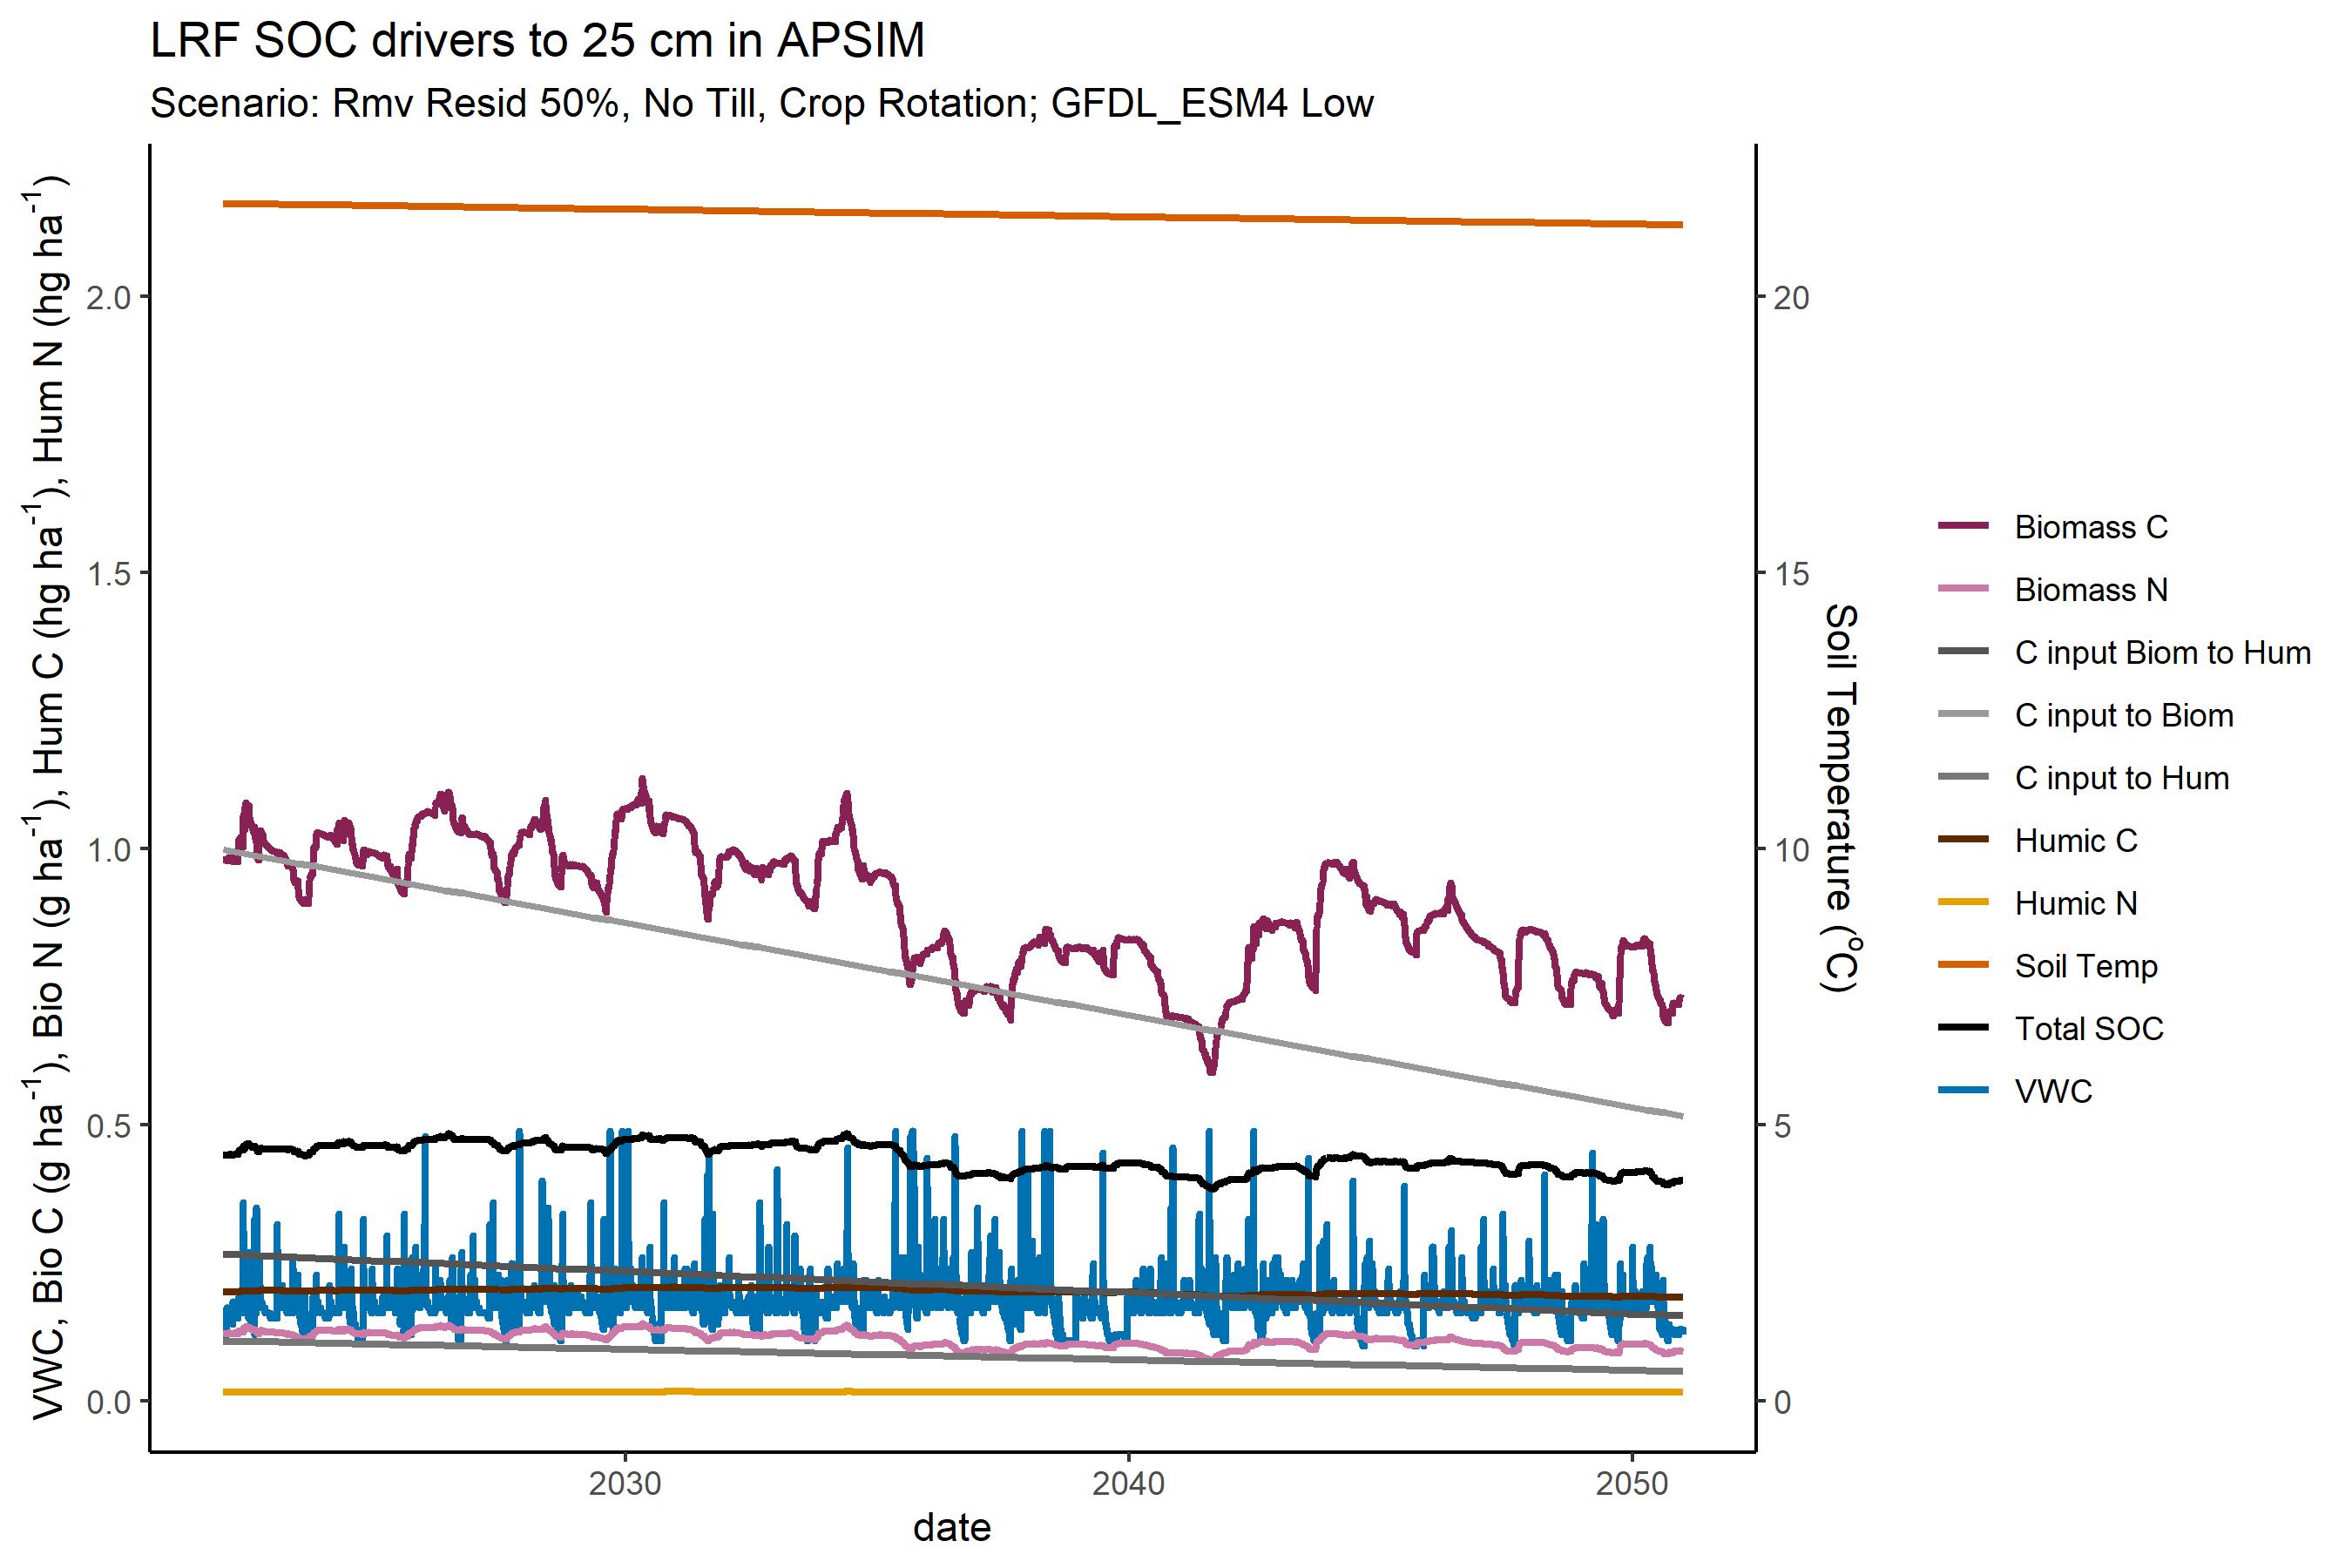 LRF SOC drivers to 25 cm in APSIM
Scenario: Rmv Resid 50%, No Till, Crop Rotation; GFDL_ESM4 Low
VWC, Bio C (g ha⁻¹), Bio N (g ha⁻¹), Hum C (hg ha⁻¹), Hum N (hg ha⁻¹)
2.0
1.5
1.0
0.5
0.0
20
15
10
5
0
Soil Temperature (°C)
2030
2040
2050
date
Biomass C
Biomass N
C input Biom to Hum
C input to Biom
C input to Hum
Humic C
Humic N
Soil Temp
Total SOC
VWC